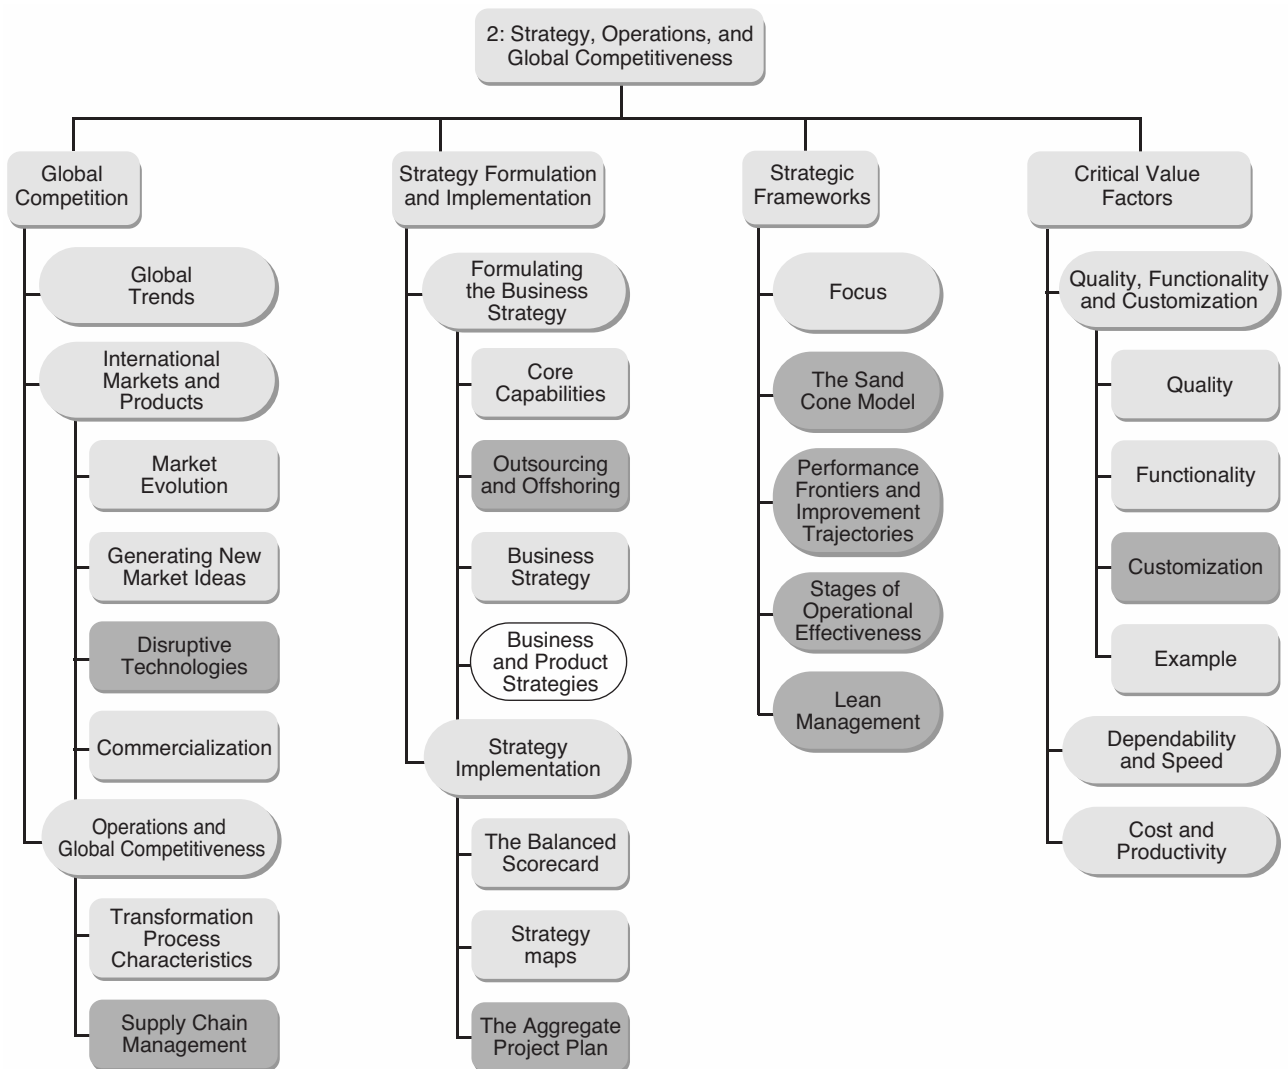 2: Strategy, Operations, and
Global Competitiveness
Global
Competition
Global
Trends
International
Markets and
Products
Market
Evolution
Generating New
Market Ideas
Disruptive
Technologies
Commercialization
Operations and
Global Competitiveness
Transformation
Process
Characteristics
Supply Chain
Management
Strategy Formulation
and Implementation
Formulating
the Business
Strategy
Core
Capabilities
Outsourcing
and Offshoring
Business
Strategy
Business
and Product
Strategies
Strategy
Implementation
The Balanced
Scorecard
Strategy
maps
The Aggregate
Project Plan
Strategic
Frameworks
Focus
The Sand
Cone Model
Performance
Frontiers and
Improvement
Trajectories
Stages of
Operational
Effectiveness
Lean
Management
Critical Value
Factors
Quality, Functionality
and Customization
Quality
Functionality
Customization
Example
Dependability
and Speed
Cost and
Productivity